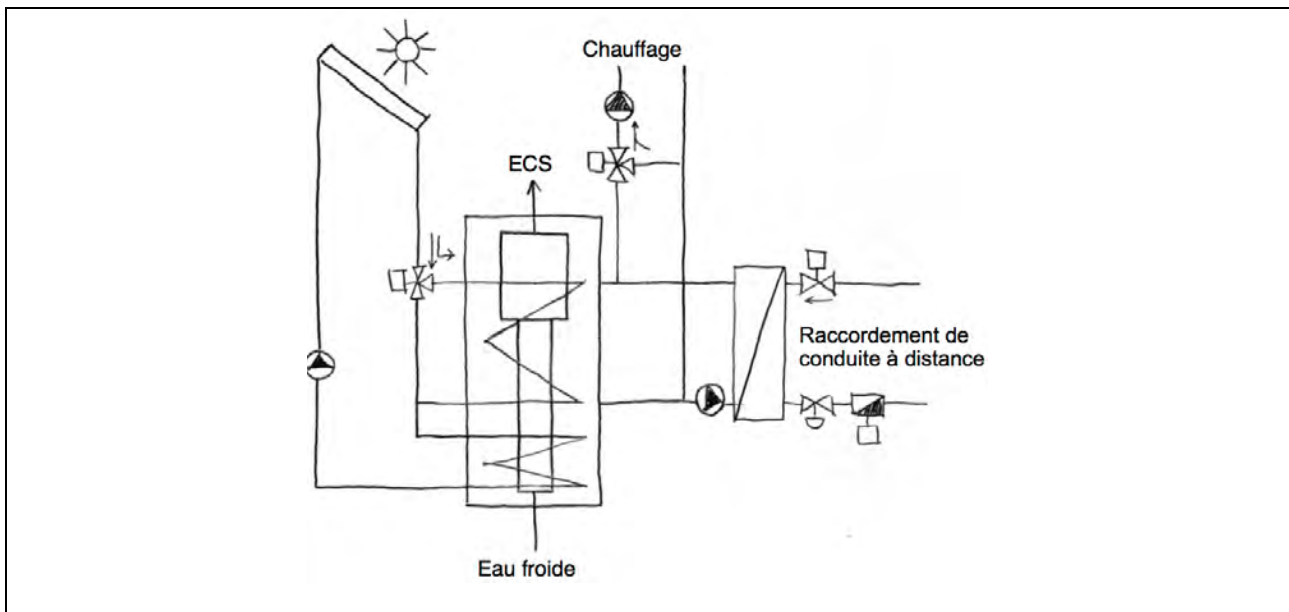 Chauffage
ECS
Raccordement de
conduite à distance
Eau froide